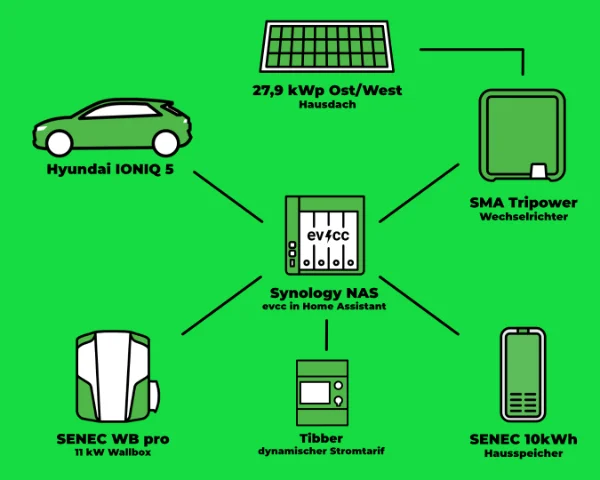 27,9 kWp Ost/West
Hausdach
Hyundai IONIQ 5
SMA Tripower
Wechselrichter
evcc
Synology NAS
evcc in Home Assistant
SENEC WB pro
11 kW Wallbox
Tibber
dynamischer Stromtarif
SENEC 10kWh
Hausspeicher